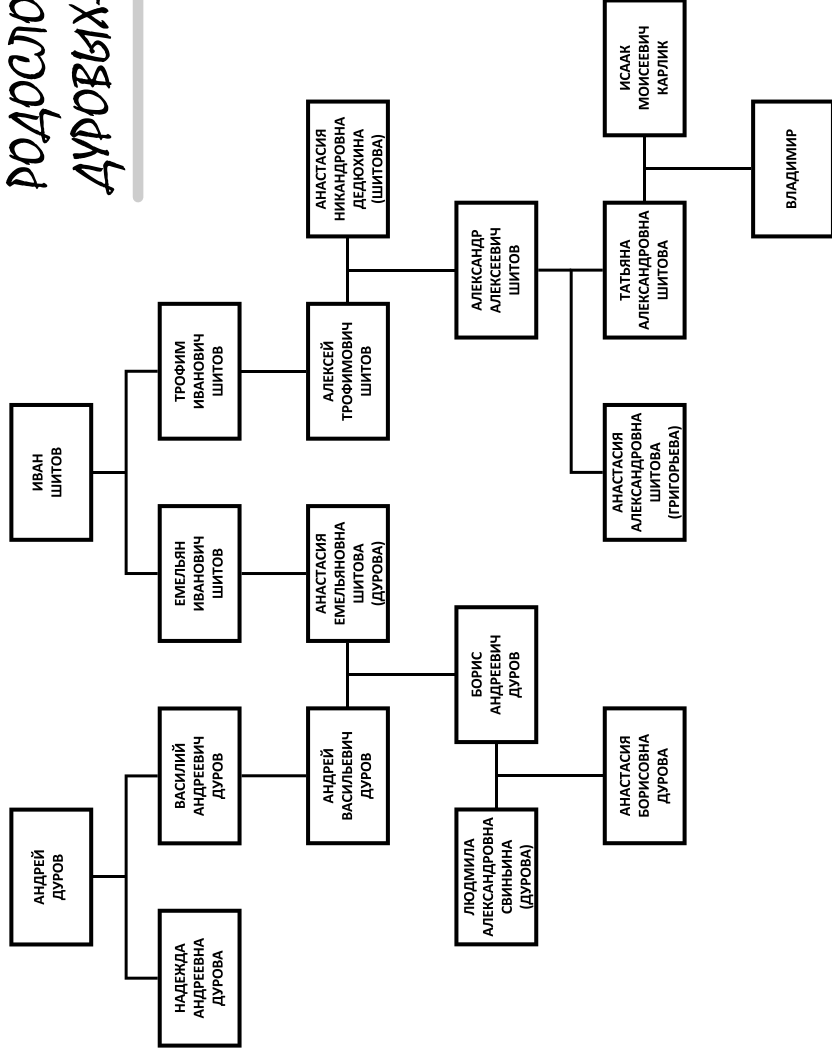 РОДОСЛО
ДУРОВЫХ-
АНДРЕЙ
ДУРОВ
ИВАН
ШИТОВ
НАДЕЖДА
АНДРЕЕВНА
ДУРОВА
ВАСИЛИЙ
АНДРЕЕВИЧ
ДУРОВ
ЕМЕЛЬЯН
ИВАНОВИЧ
ШИТОВ
ТРОФИМ
ИВАНОВИЧ
ШИТОВ
АНДРЕЙ
ВАСИЛЬЕВИЧ
ДУРОВ
АНАСТАСИЯ
ЕМЕЛЬЯНОВНА
ШИТОВА
(ДУРОВА)
АЛЕКСЕЙ
ТРОФИМОВИЧ
ШИТОВ
АНАСТАСИЯ
НИКАНДРОВНА
ДЕДЮХИНА
(ШИТОВА)
ЛЮДМИЛА
АЛЕКСАНДРОВНА
СВИНЬИНА
(ДУРОВА)
БОРИС
АНДРЕЕВИЧ
ДУРОВ
АЛЕКСАНДР
АЛЕКСЕЕВИЧ
ШИТОВ
АНАСТАСИЯ
БОРИСОВНА
ДУРОВА
АНАСТАСИЯ
АЛЕКСАНДРОВНА
ШИТОВА
(ГРИГОРЬЕВА)
ТАТЬЯНА
АЛЕКСАНДРОВНА
ШИТОВА
ИСААК
МОИСЕЕВИЧ
КАРЛИК
ВЛАДИМИР